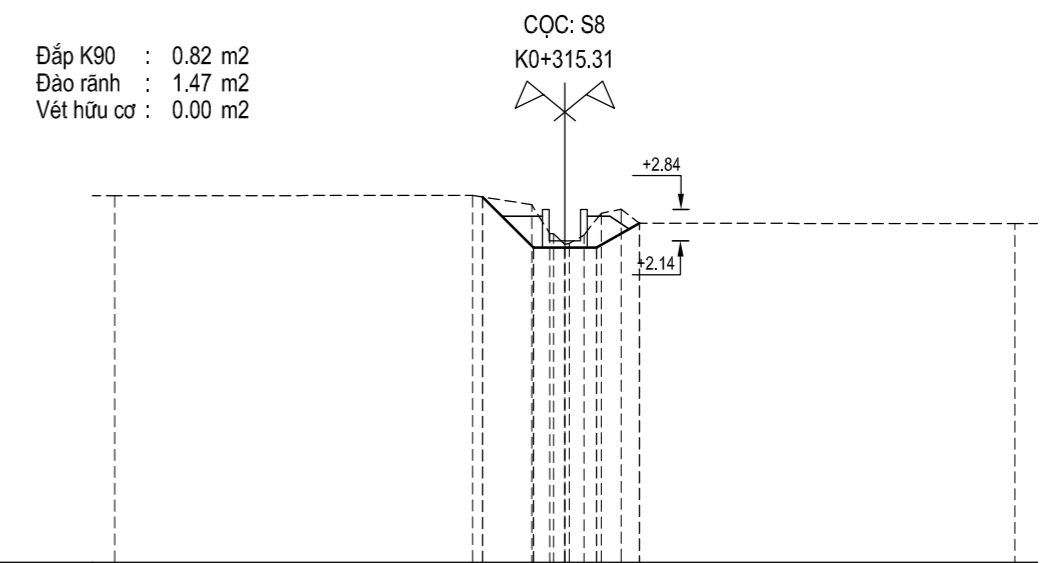 CỌC: S8
K0+315.31
Đắp K90 : 0.82 m2
Đào rãnh : 1.47 m2
Vét hữu cơ : 0.00 m2
+2.84
+2.14